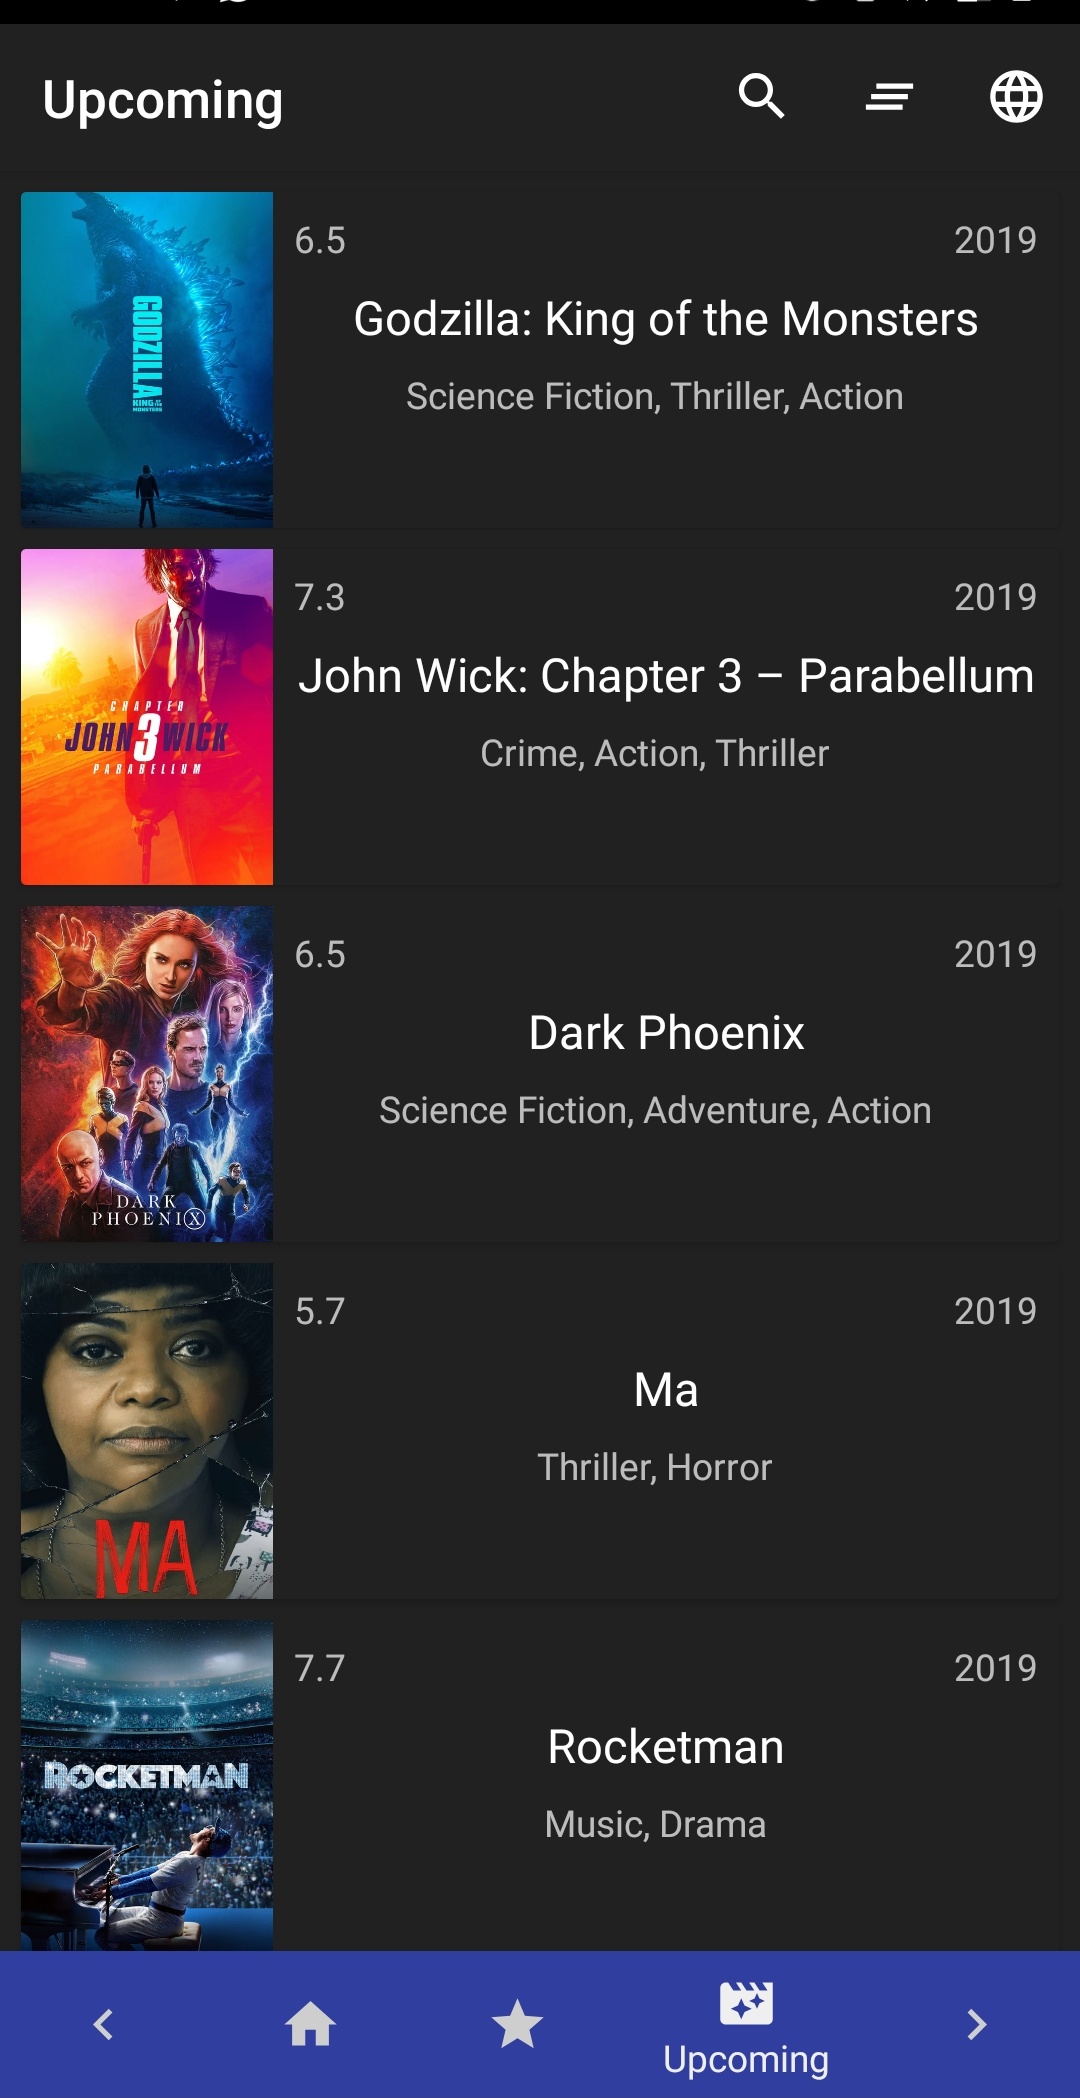 Upcoming
6.5
2019
Godzilla: King of the Monsters
Science Fiction, Thriller, Action
GODZILLA
KING OF THE
MONSTERS
7.3
2019
John Wick: Chapter 3 – Parabellum
Crime, Action, Thriller
CHAPTER
JOHN 3 WICK
PARABELLUM
6.5
2019
Dark Phoenix
Science Fiction, Adventure, Action
DARK
PHOENIX
5.7
2019
Ma
Thriller, Horror
MA
7.7
2019
Rocketman
Music, Drama
ROCKETMAN
Upcoming